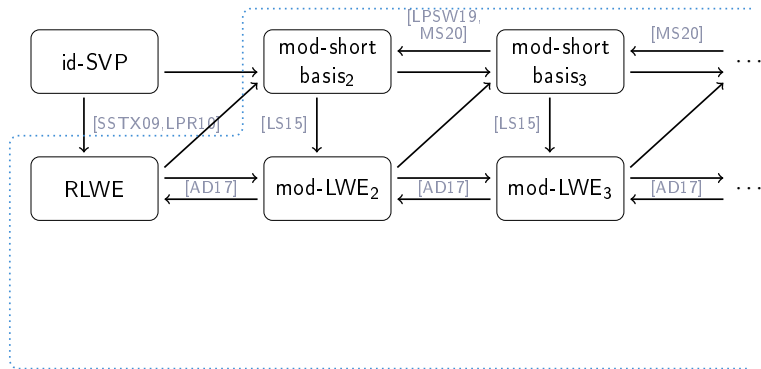 [LPSW19,
MS20]
[MS20]
id-SVP
mod-short
basis₂
mod-short
basis₃
...
[SSTX09,LPR10]
[LS15]
[LS15]
RLWE
[AD17]
mod-LWE₂
[AD17]
mod-LWE₃
[AD17]
...